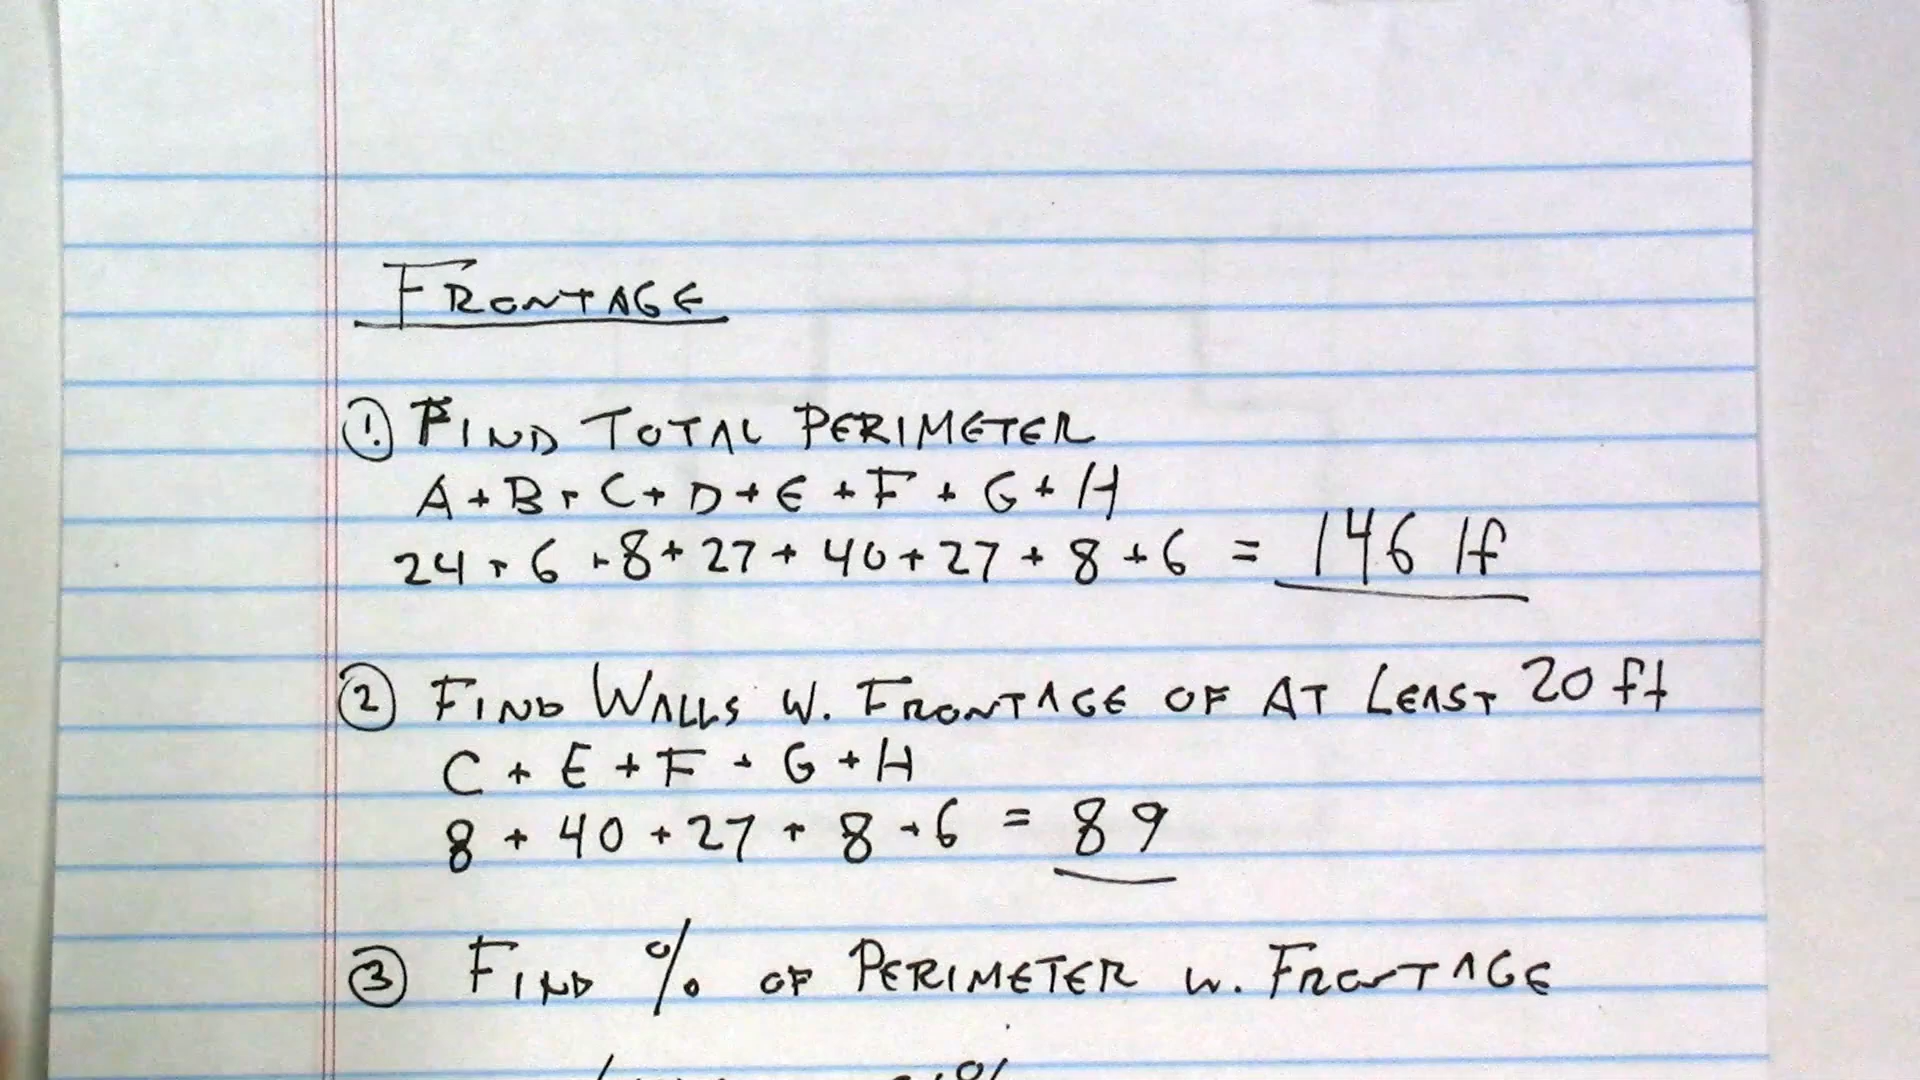 FRONTAGE
1. FIND TOTAL PERIMETER
A + B + C + D + E + F + G + H
24 + 6 + 8 + 27 + 40 + 27 + 8 + 6 = 146 lf
2 FIND WALLS W. FRONTAGE OF AT LEAST 20 ft
C + E + F + G + H
8 + 40 + 27 + 8 + 6 = 89
3 FIND % OF PERIMETER W. FRONTAGE